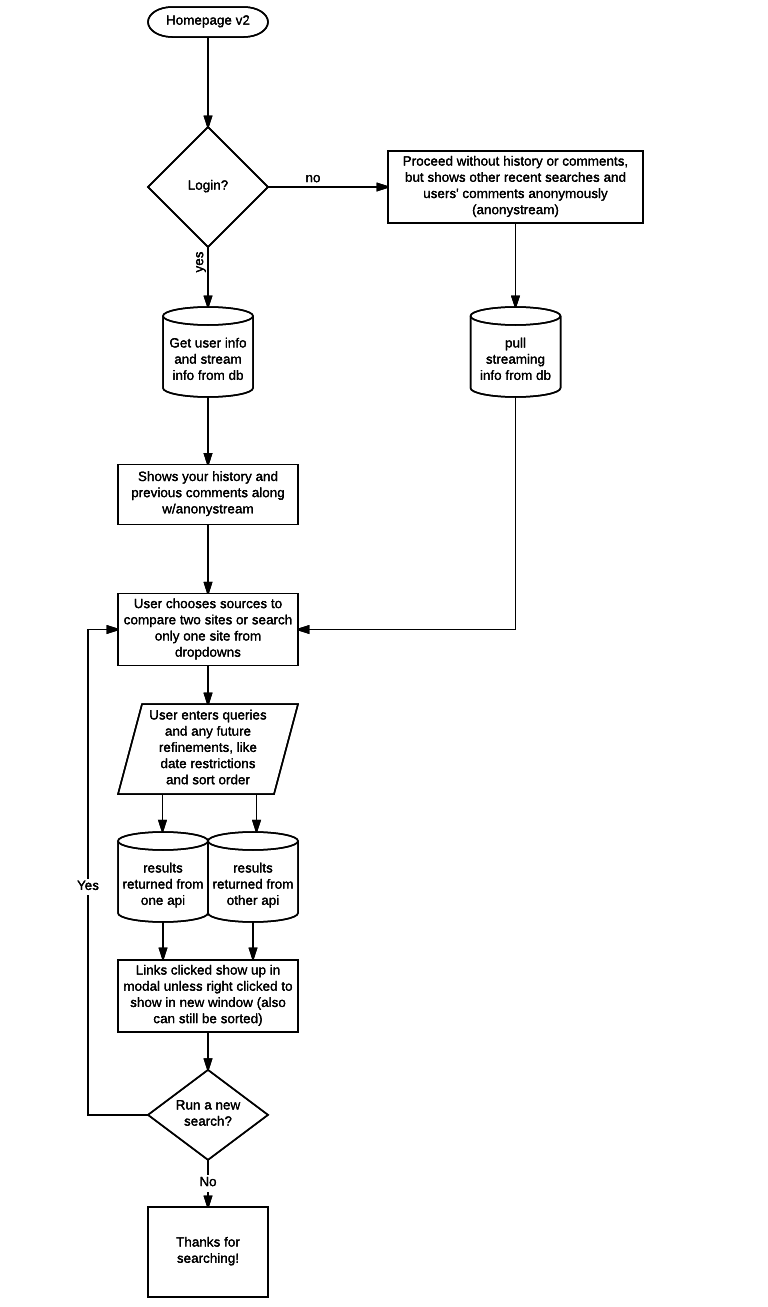 Homepage v2
Login?
no
Proceed without history or comments,
but shows other recent searches and
users' comments anonymously
(anonystream)
yes
Get user info
and stream
info from db
pull
streaming
info from db
Shows your history and
previous comments along
w/anonystream
User chooses sources to
compare two sites or search
only one site from
dropdowns
User enters queries
and any future
refinements, like
date restrictions
and sort order
results
returned from
one api
results
returned from
other api
Yes
Links clicked show up in
modal unless right clicked to
show in new window (also
can still be sorted)
Run a new
search?
No
Thanks for
searching!